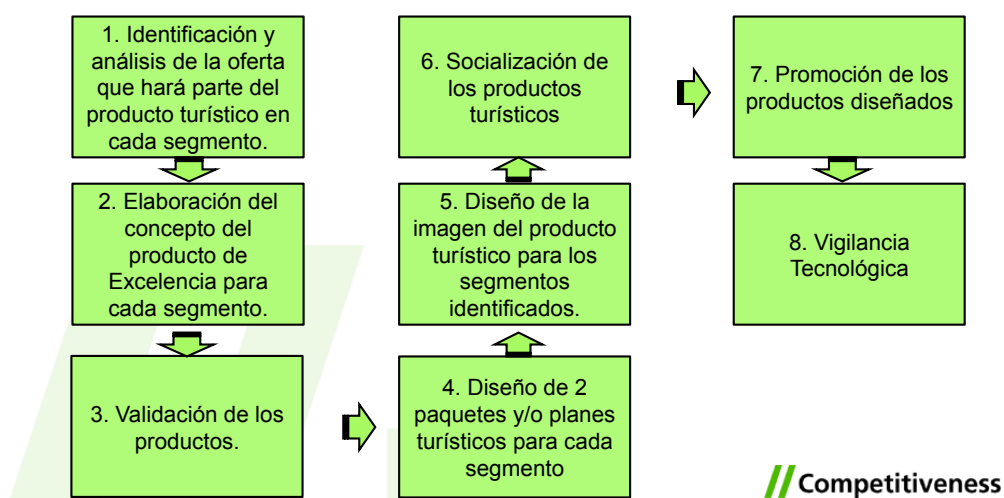 1. Identificación y
análisis de la oferta
que hará parte del
producto turístico en
cada segmento.
2. Elaboración del
concepto del
producto de
Excelencia para
cada segmento.
3. Validación de los
productos.
4. Diseño de 2
paquetes y/o planes
turísticos para cada
segmento
5. Diseño de la
imagen del producto
turístico para los
segmentos
identificados.
6. Socialización de
los productos
turísticos
7. Promoción de los
productos diseñados
8. Vigilancia
Tecnológica
Competitiveness